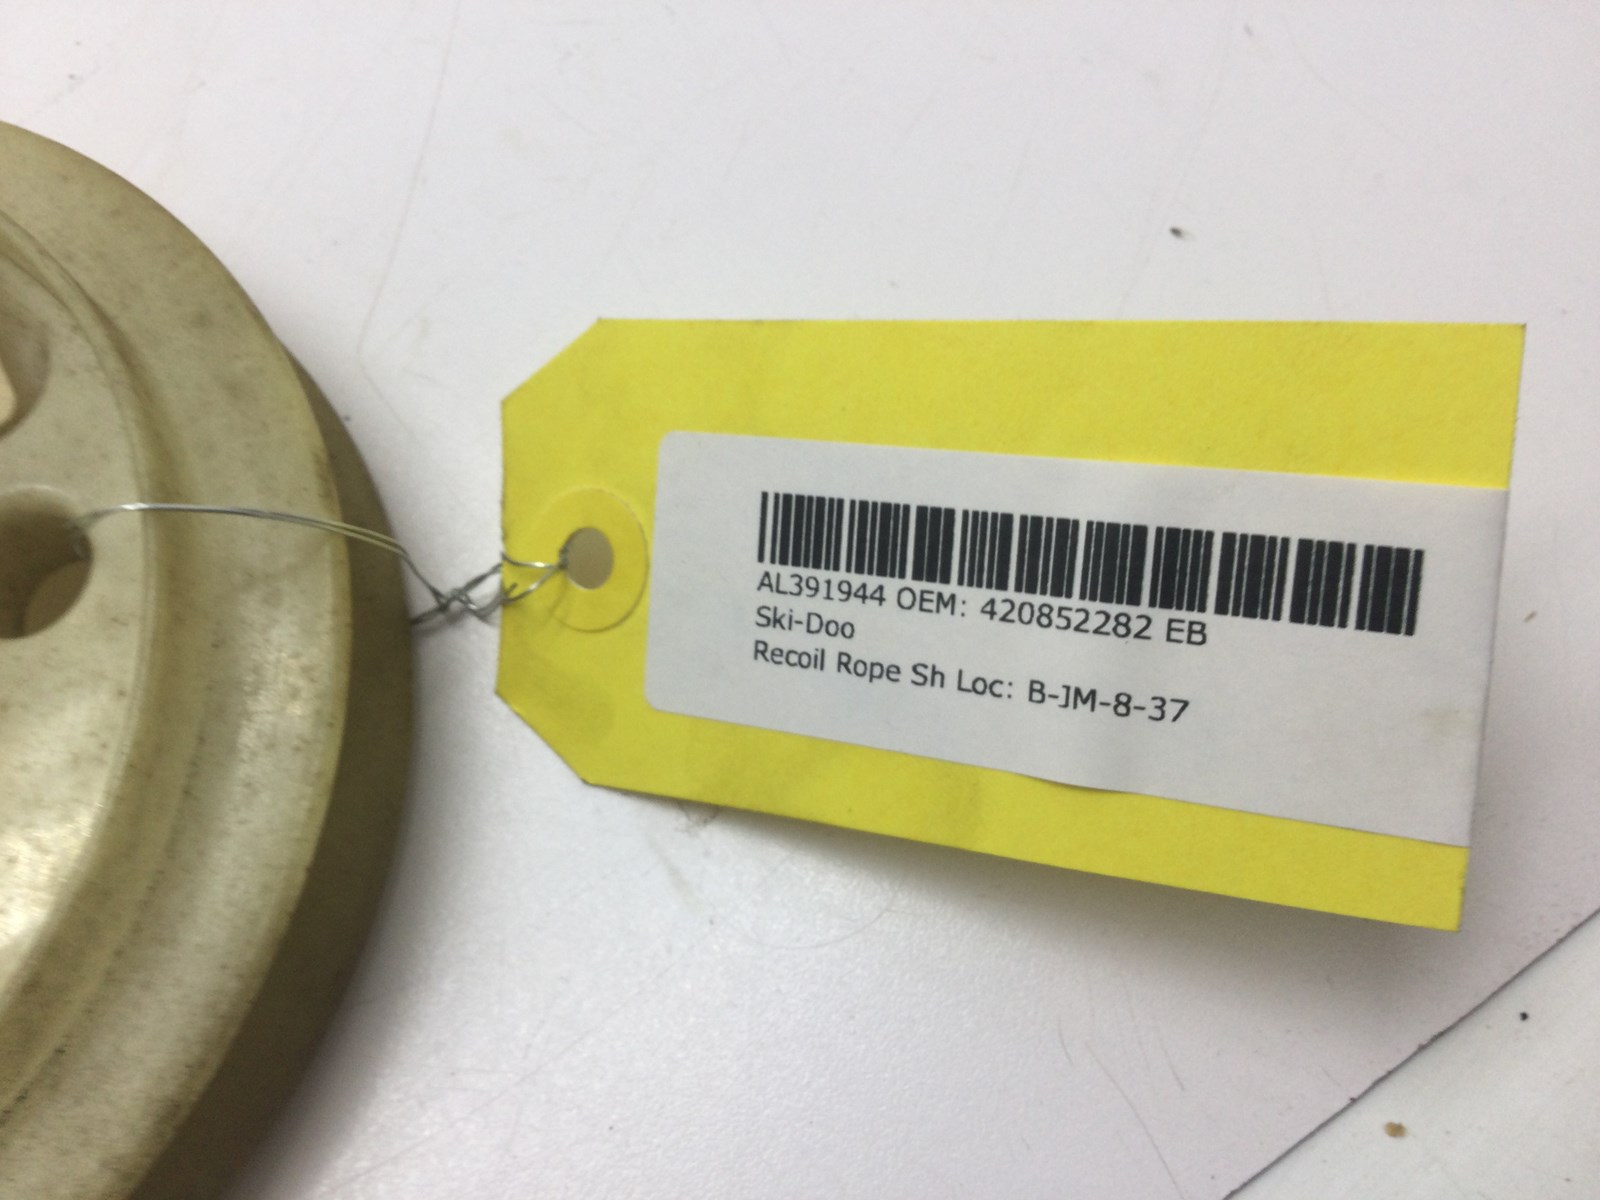 AL391944 OEM: 420852282 EB
Ski-Doo
Recoil Rope Sh Loc: B-JM-8-37